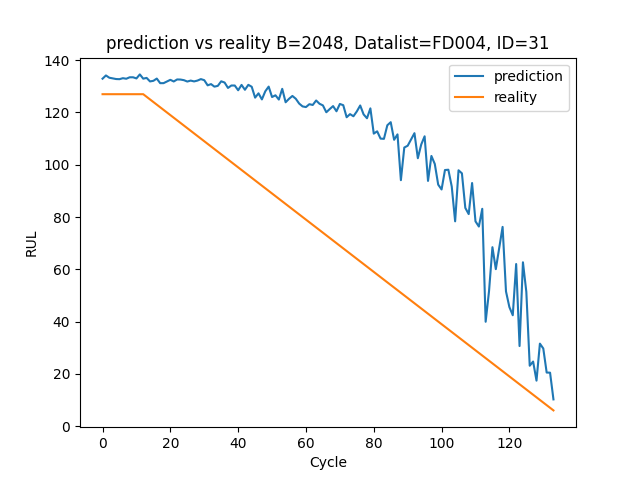 prediction vs reality B=2048, Datalist=FD004, ID=31
prediction
reality
140
120
100
80
60
40
20
0
RUL
0 20 40 60 80 100 120
Cycle